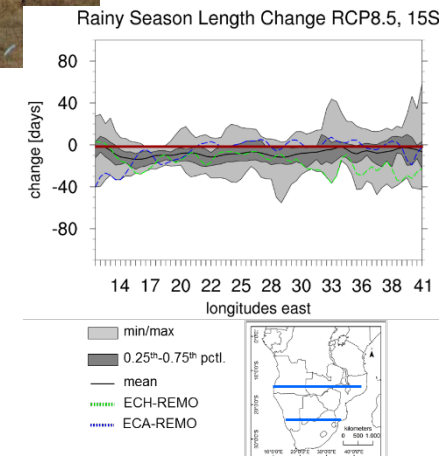 Rainy Season Length Change RCP8.5, 15S
80
40
0
-40
-80
change [days]
14 17 20 22 25 28 30 33 36 38 41
longitudes east
min/max
0.25th-0.75th pctl.
mean
ECH-REMO
ECA-REMO
kilometers
0 500 1.000